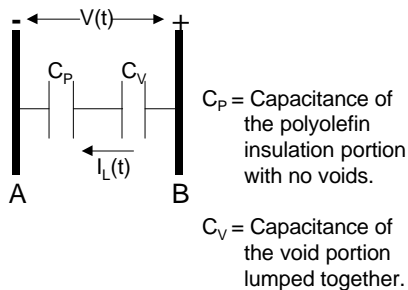 - V(t) +
C_P C_V
I_L(t)
A B
C_P = Capacitance of
the polyolefin
insulation portion
with no voids.
C_V = Capacitance of
the void portion
lumped together.